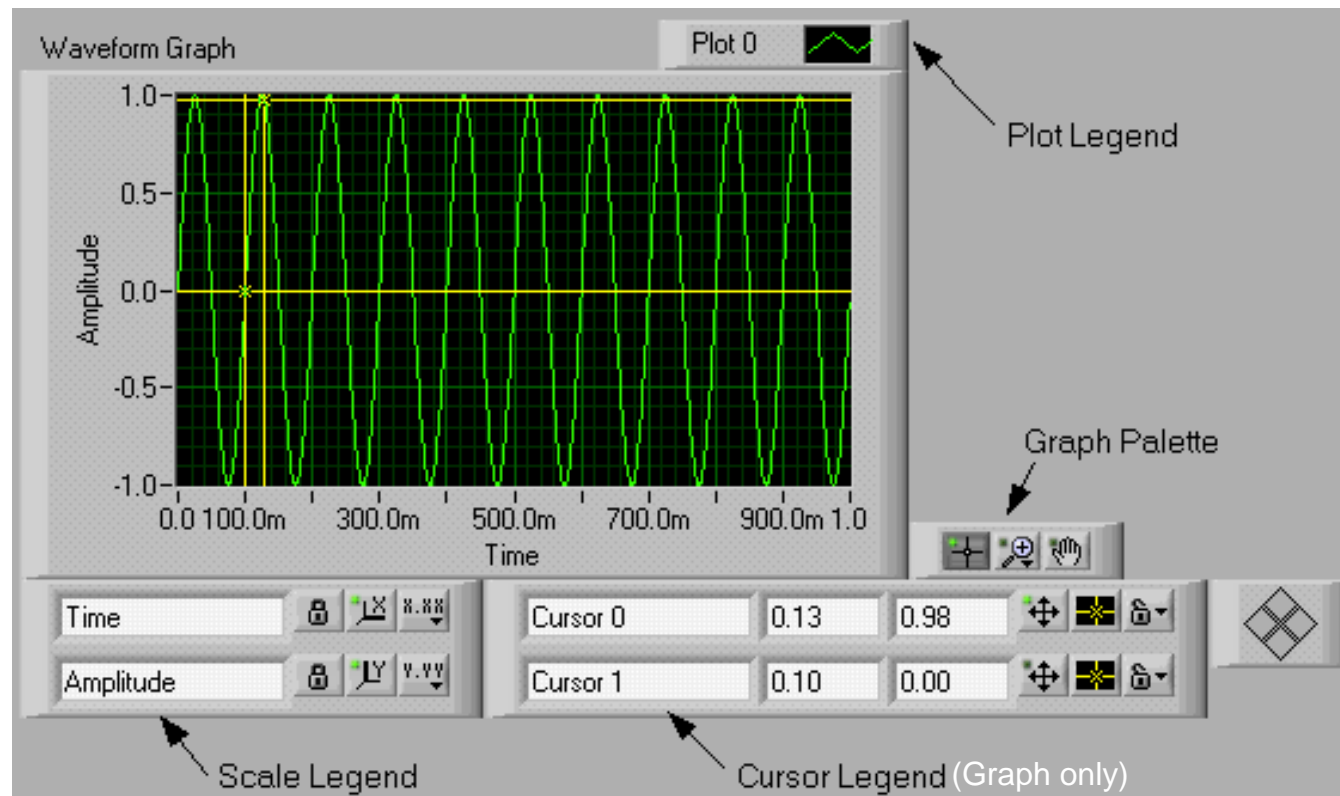 Waveform Graph
Plot 0
Plot Legend
1.0
0.5
0.0
-0.5
-1.0
Amplitude
0.0 100.0m 300.0m 500.0m 700.0m 900.0m 1.0
Time
Graph Palette
Time X X.XX
Amplitude Y Y.YY
Cursor 0 0.13 0.98
Cursor 1 0.10 0.00
Scale Legend
Cursor Legend (Graph only)